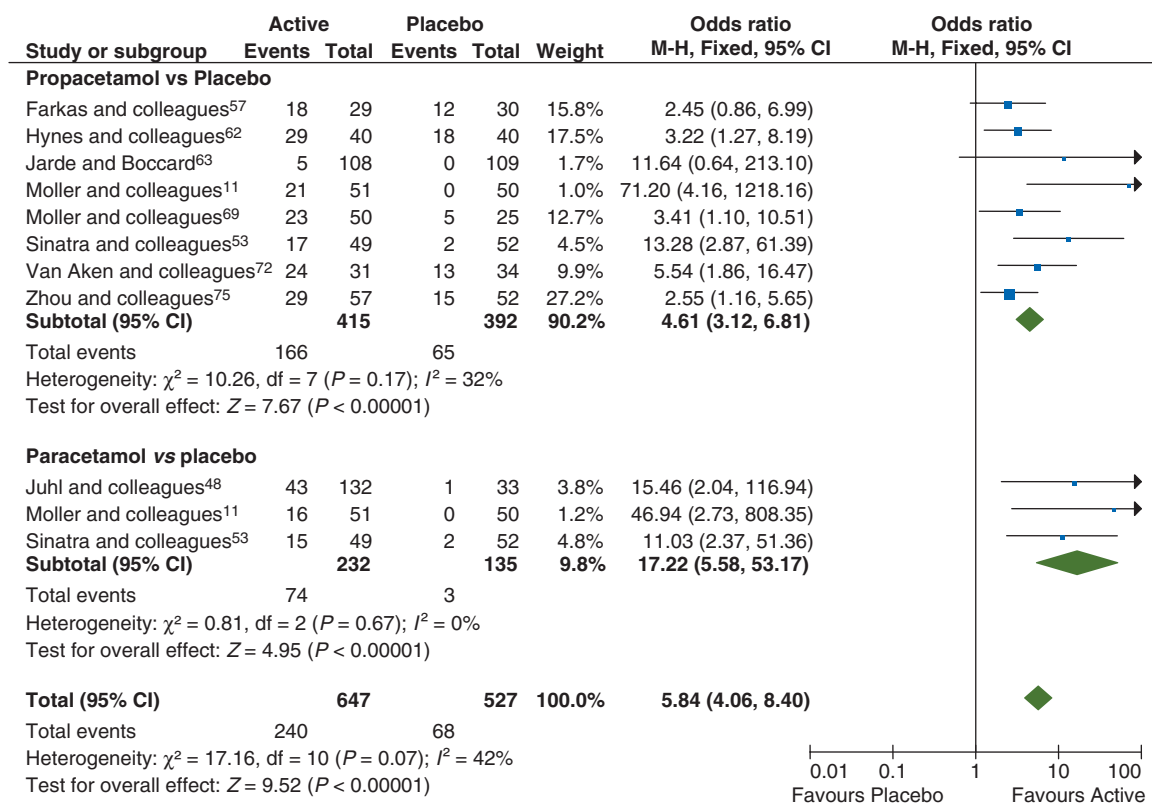 Active Placebo Odds ratio Odds ratio
Study or subgroup Events Total Events Total Weight M-H, Fixed, 95% CI M-H, Fixed, 95% CI
Propacetamol vs Placebo
Farkas and colleagues⁵⁷ 18 29 12 30 15.8% 2.45 (0.86, 6.99)
Hynes and colleagues⁶² 29 40 18 40 17.5% 3.22 (1.27, 8.19)
Jarde and Boccard⁶³ 5 108 0 109 1.7% 11.64 (0.64, 213.10)
Moller and colleagues¹¹ 21 51 0 50 1.0% 71.20 (4.16, 1218.16)
Moller and colleagues⁶⁹ 23 50 5 25 12.7% 3.41 (1.10, 10.51)
Sinatra and colleagues⁵³ 17 49 2 52 4.5% 13.28 (2.87, 61.39)
Van Aken and colleagues⁷² 24 31 13 34 9.9% 5.54 (1.86, 16.47)
Zhou and colleagues⁷⁵ 29 57 15 52 27.2% 2.55 (1.16, 5.65)
Subtotal (95% CI) 415 392 90.2% 4.61 (3.12, 6.81)
Total events 166 65
Heterogeneity: χ² = 10.26, df = 7 (P = 0.17); I² = 32%
Test for overall effect: Z = 7.67 (P < 0.00001)
Paracetamol vs placebo
Juhl and colleagues⁴⁸ 43 132 1 33 3.8% 15.46 (2.04, 116.94)
Moller and colleagues¹¹ 16 51 0 50 1.2% 46.94 (2.73, 808.35)
Sinatra and colleagues⁵³ 15 49 2 52 4.8% 11.03 (2.37, 51.36)
Subtotal (95% CI) 232 135 9.8% 17.22 (5.58, 53.17)
Total events 74 3
Heterogeneity: χ² = 0.81, df = 2 (P = 0.67); I² = 0%
Test for overall effect: Z = 4.95 (P < 0.00001)
Total (95% CI) 647 527 100.0% 5.84 (4.06, 8.40)
Total events 240 68
Heterogeneity: χ² = 17.16, df = 10 (P = 0.07); I² = 42%
Test for overall effect: Z = 9.52 (P < 0.00001)
0.01 0.1 1 10 100
Favours Placebo Favours Active